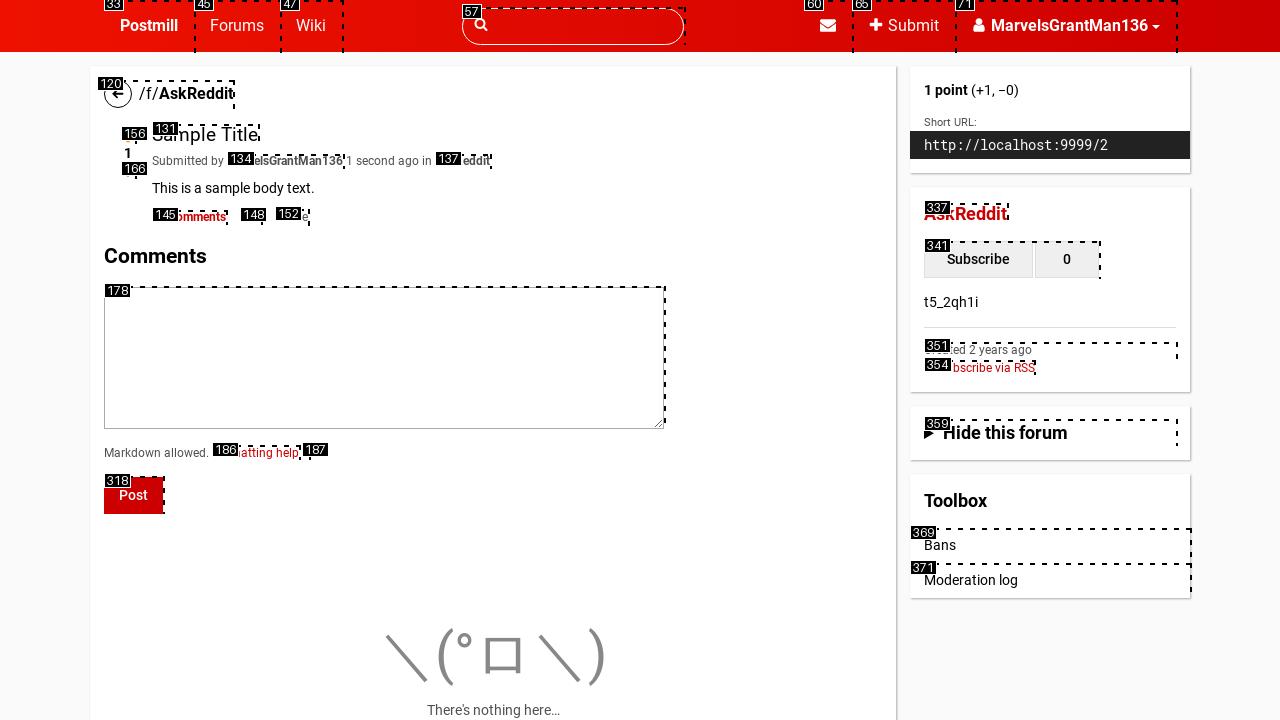 33 45 47 57 60 65 71
Postmill Forums Wiki Submit MarvelsGrantMan136
120 /f/AskReddit
156 131 Sample Title
1
Submitted by 134 elsGrantMan136 1 second ago in 137 eddit
166
This is a sample body text.
145 omments 148 152 e
Comments
178
Markdown allowed. 186 atting help 187
318
Post
\(°ロ\)
There's nothing here…
1 point (+1, −0)
Short URL:
http://localhost:9999/2
337
AskReddit
341
Subscribe 0
t5_2qh1i
351 ted 2 years ago
354 bscribe via RSS
359
Hide this forum
Toolbox
369
Bans
371
Moderation log